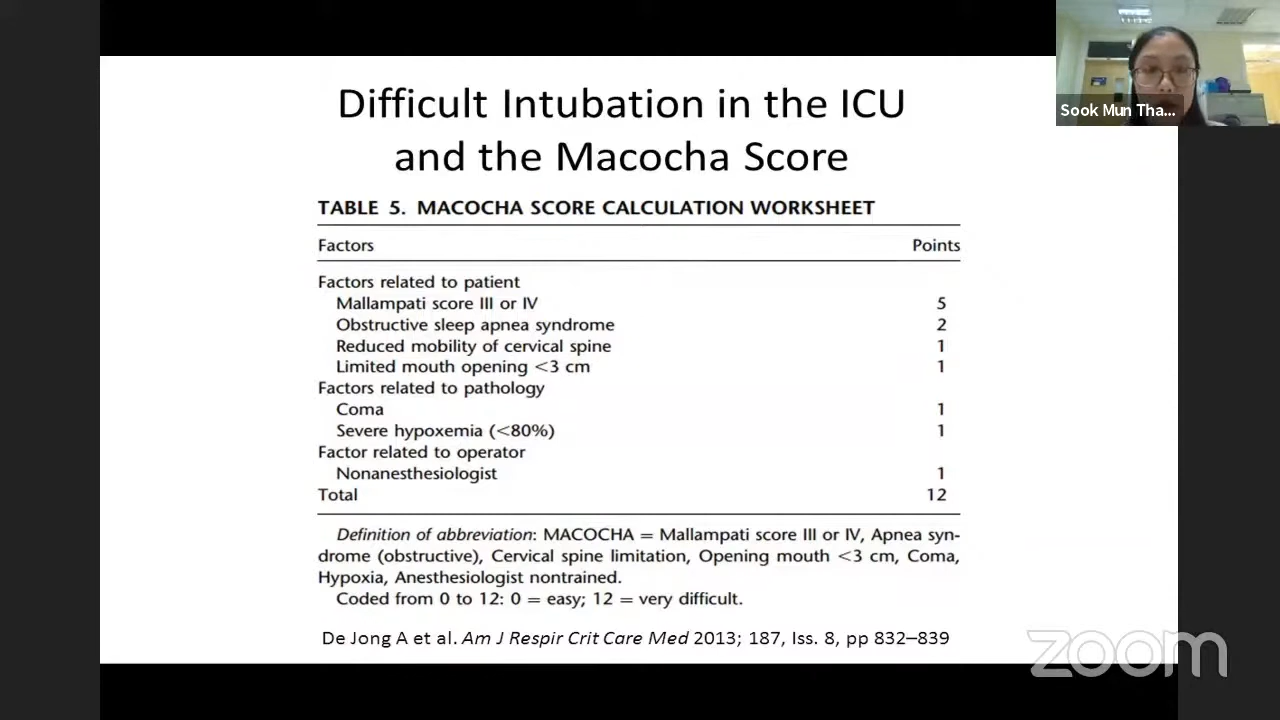 Difficult Intubation in the ICU
and the Macocha Score
Sook Mun Tha...
TABLE 5. MACOCHA SCORE CALCULATION WORKSHEET
Factors Points
Factors related to patient
Mallampati score III or IV 5
Obstructive sleep apnea syndrome 2
Reduced mobility of cervical spine 1
Limited mouth opening <3 cm 1
Factors related to pathology
Coma 1
Severe hypoxemia (<80%) 1
Factor related to operator
Nonanesthesiologist 1
Total 12
Definition of abbreviation: MACOCHA = Mallampati score III or IV, Apnea syn-
drome (obstructive), Cervical spine limitation, Opening mouth <3 cm, Coma,
Hypoxia, Anesthesiologist nontrained.
Coded from 0 to 12: 0 = easy; 12 = very difficult.
De Jong A et al. Am J Respir Crit Care Med 2013; 187, Iss. 8, pp 832–839
zoom